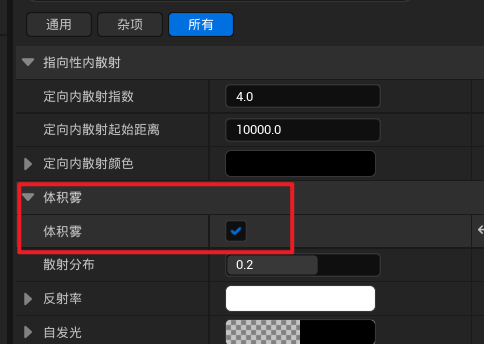 通用 杂项 所有
指向性内散射
定向内散射指数 4.0
定向内散射起始距离 10000.0
定向内散射颜色
体积雾
体积雾
散射分布 0.2
反射率
自发光